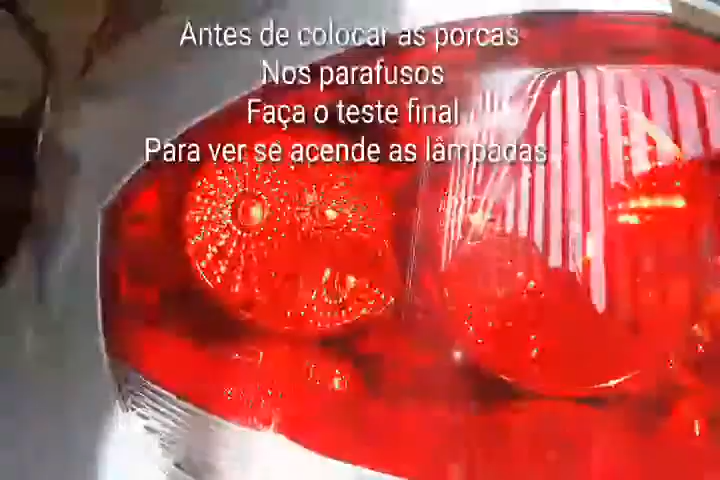 Antes de colocar as porcas
Nos parafusos
Faça o teste final
Para ver se acende as lâmpadas